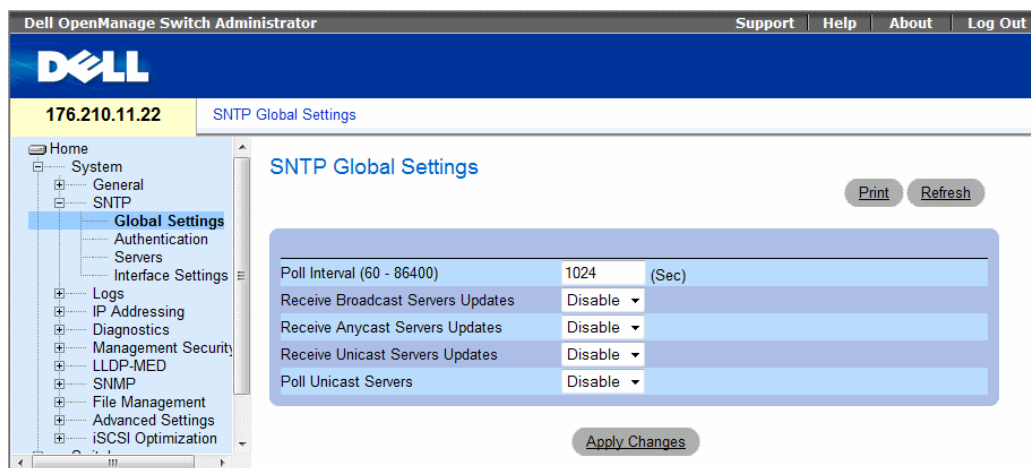 Dell OpenManage Switch Administrator
Support | Help | About | Log Out
DELL
176.210.11.22
SNTP Global Settings
Home
System
General
SNTP
Global Settings
Authentication
Servers
Interface Settings
Logs
IP Addressing
Diagnostics
Management Security
LLDP-MED
SNMP
File Management
Advanced Settings
iSCSI Optimization
SNTP Global Settings
Print
Refresh
Poll Interval (60 - 86400) 1024 (Sec)
Receive Broadcast Servers Updates Disable
Receive Anycast Servers Updates Disable
Receive Unicast Servers Updates Disable
Poll Unicast Servers Disable
Apply Changes